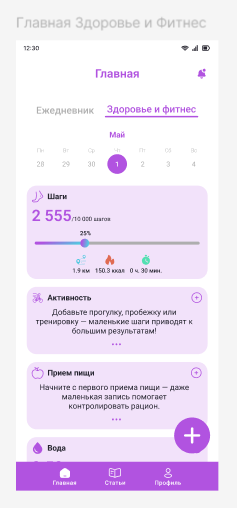 Главная Здоровье и Фитнес
12:30
Главная
Ежедневник Здоровье и фитнес
Май
Пн Вт Ср Чт Пт Сб Вс
28 29 30 1 2 3 4
Шаги
2 555/10 000 шагов
25%
1.9 км 150.3 ккал 0 ч. 30 мин.
Активность
Добавьте прогулку, пробежку или
тренировку — маленькие шаги приводят к
большим результатам!
Прием пищи
Начните с первого приема пищи — даже
маленькая запись помогает
контролировать рацион.
Вода
Главная Статьи Профиль